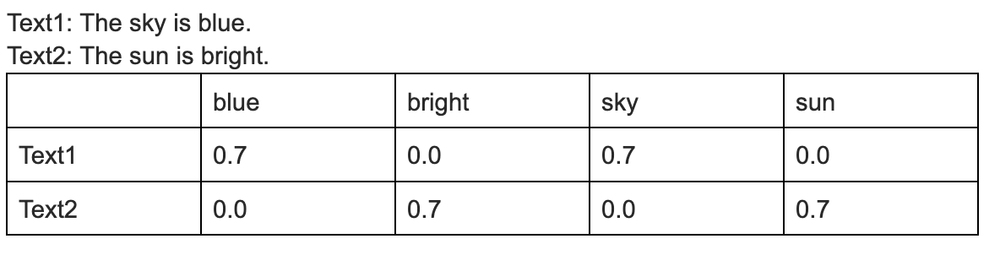 Text1: The sky is blue.
Text2: The sun is bright.
blue bright sky sun
Text1 0.7 0.0 0.7 0.0
Text2 0.0 0.7 0.0 0.7